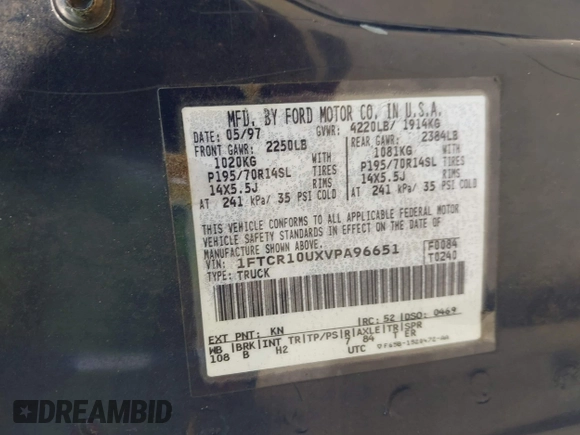 MFD. BY FORD MOTOR CO. IN U.S.A.
DATE: 05/97 GVWR: 4220LB/ 1914KG
FRONT GAWR: 2250LB REAR GAWR: 2384LB
1020KG WITH 1081KG WITH
P195/70R14SL TIRES P195/70R14SL TIRES
14X5.5J RIMS 14X5.5J RIMS
AT 241 kPa/ 35 PSI COLD AT 241 kPa/ 35 PSI COLD
THIS VEHICLE CONFORMS TO ALL APPLICABLE FEDERAL MOTOR
VEHICLE SAFETY STANDARDS IN EFFECT ON THE DATE OF
MANUFACTURE SHOWN ABOVE.
VIN: 1FTCR10UXVPA96651 F0084
TYPE: TRUCK T0240
EXT PNT: KN RC: 52 DSO: 0469
WB BRK INT TR TP/PS R AXLE TR SPR
108 B H2 7 84 T ER
UTC
DREAMBID